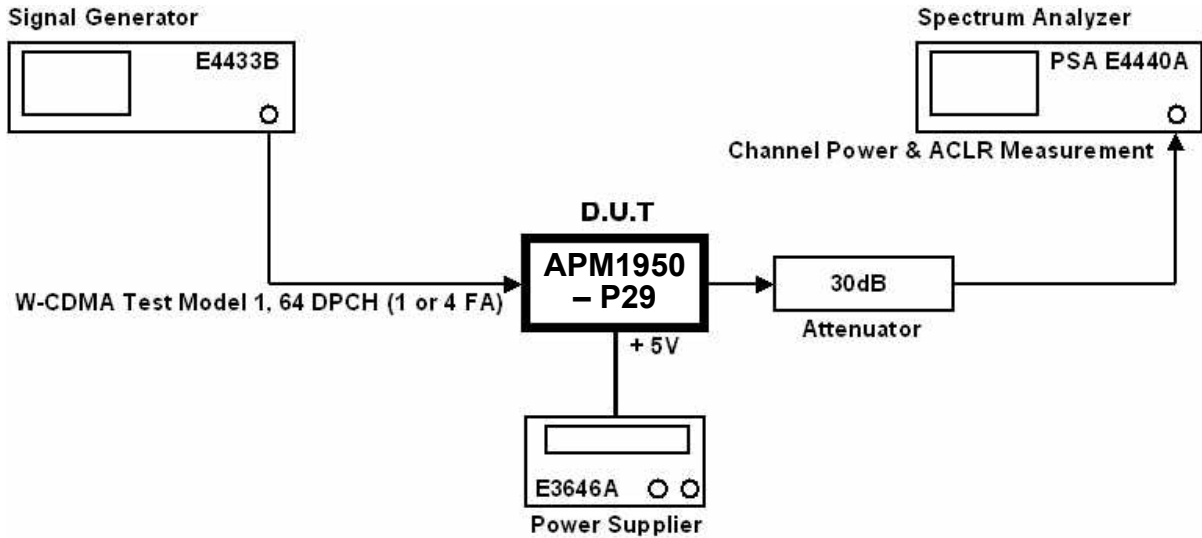 Signal Generator
Spectrum Analyzer
E4433B
PSA E4440A
Channel Power & ACLR Measurement
D.U.T
APM1950
– P29
30dB
W-CDMA Test Model 1, 64 DPCH (1 or 4 FA)
Attenuator
+ 5V
E3646A
Power Supplier